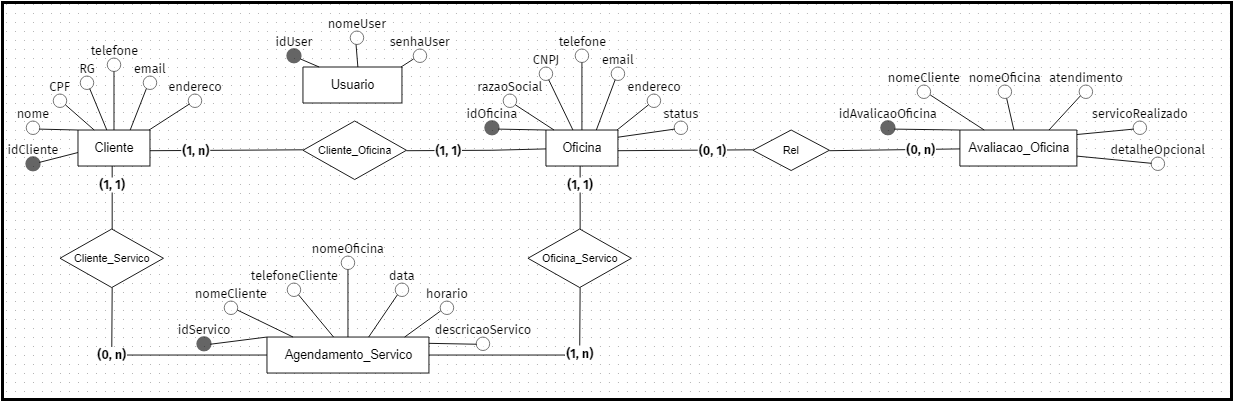 nomeUser
idUser
senhaUser
Usuario
telefone
RG
email
CPF
endereco
nome
idCliente
Cliente
(1, n)
Cliente_Oficina
(1, 1)
telefone
CNPJ
email
razaoSocial
endereco
idOficina
status
Oficina
(0, 1)
Rel
(0, n)
nomeCliente
nomeOficina
atendimento
idAvalicaoOficina
servicoRealizado
Avaliacao_Oficina
detalheOpcional
(1, 1)
(1, 1)
Cliente_Servico
Oficina_Servico
nomeOficina
telefoneCliente
data
nomeCliente
horario
idServico
descricaoServico
(0, n)
Agendamento_Servico
(1, n)